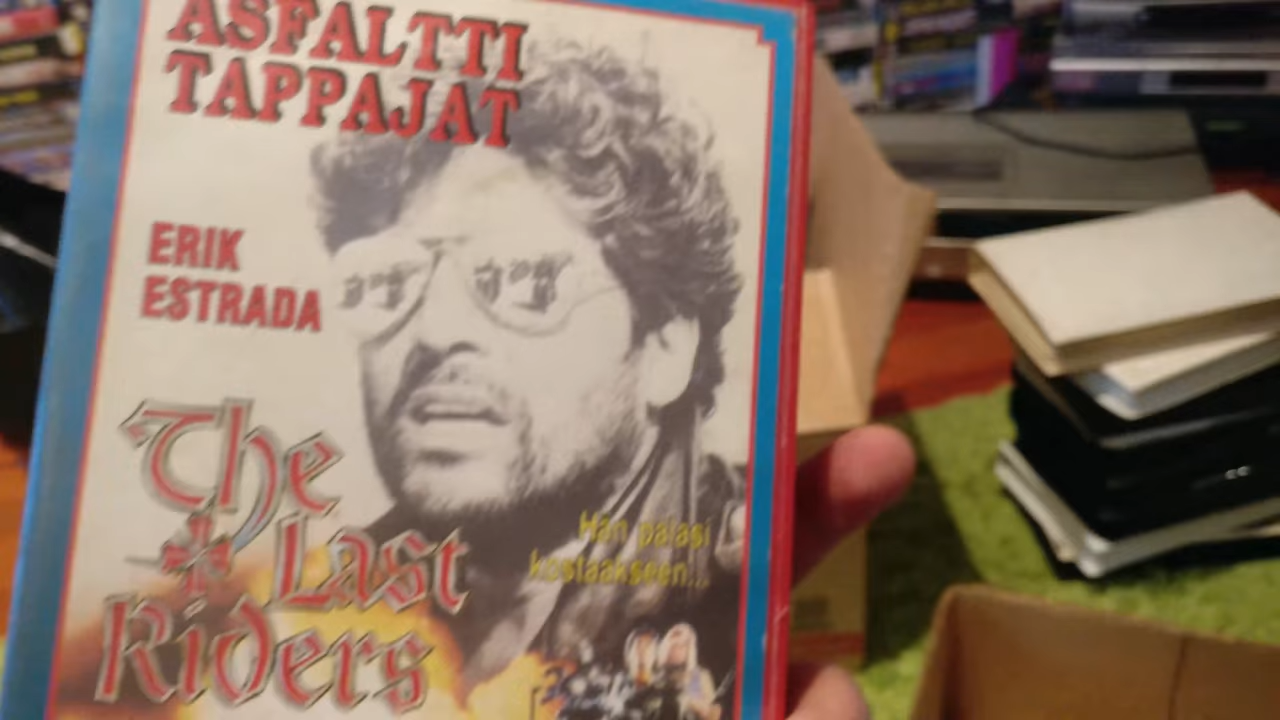 ASFALTTI
TAPPAJAT
ERIK
ESTRADA
The
Last
Riders
Hän palasi
kostaakseen...